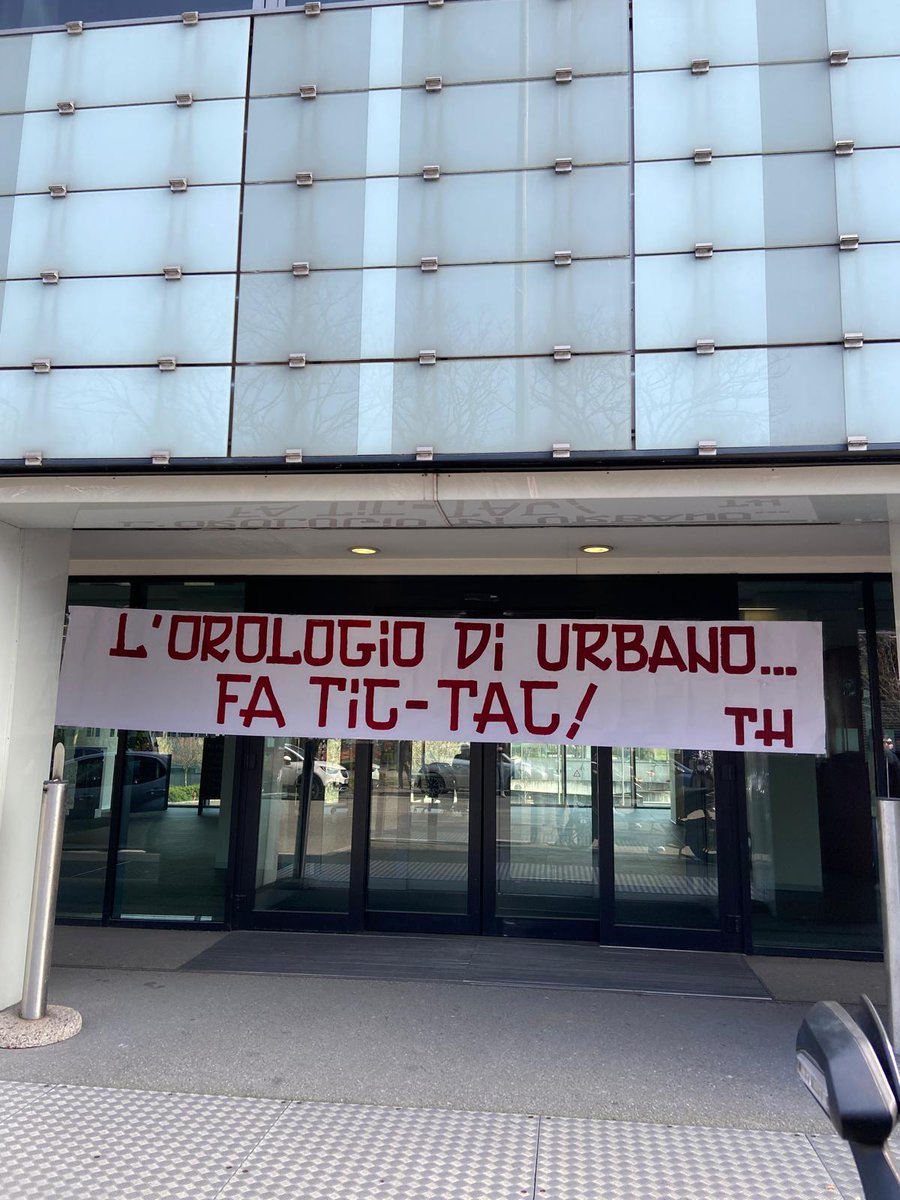 L'OROLOGIO DI URBANO...
FA TIC-TAC!
TH